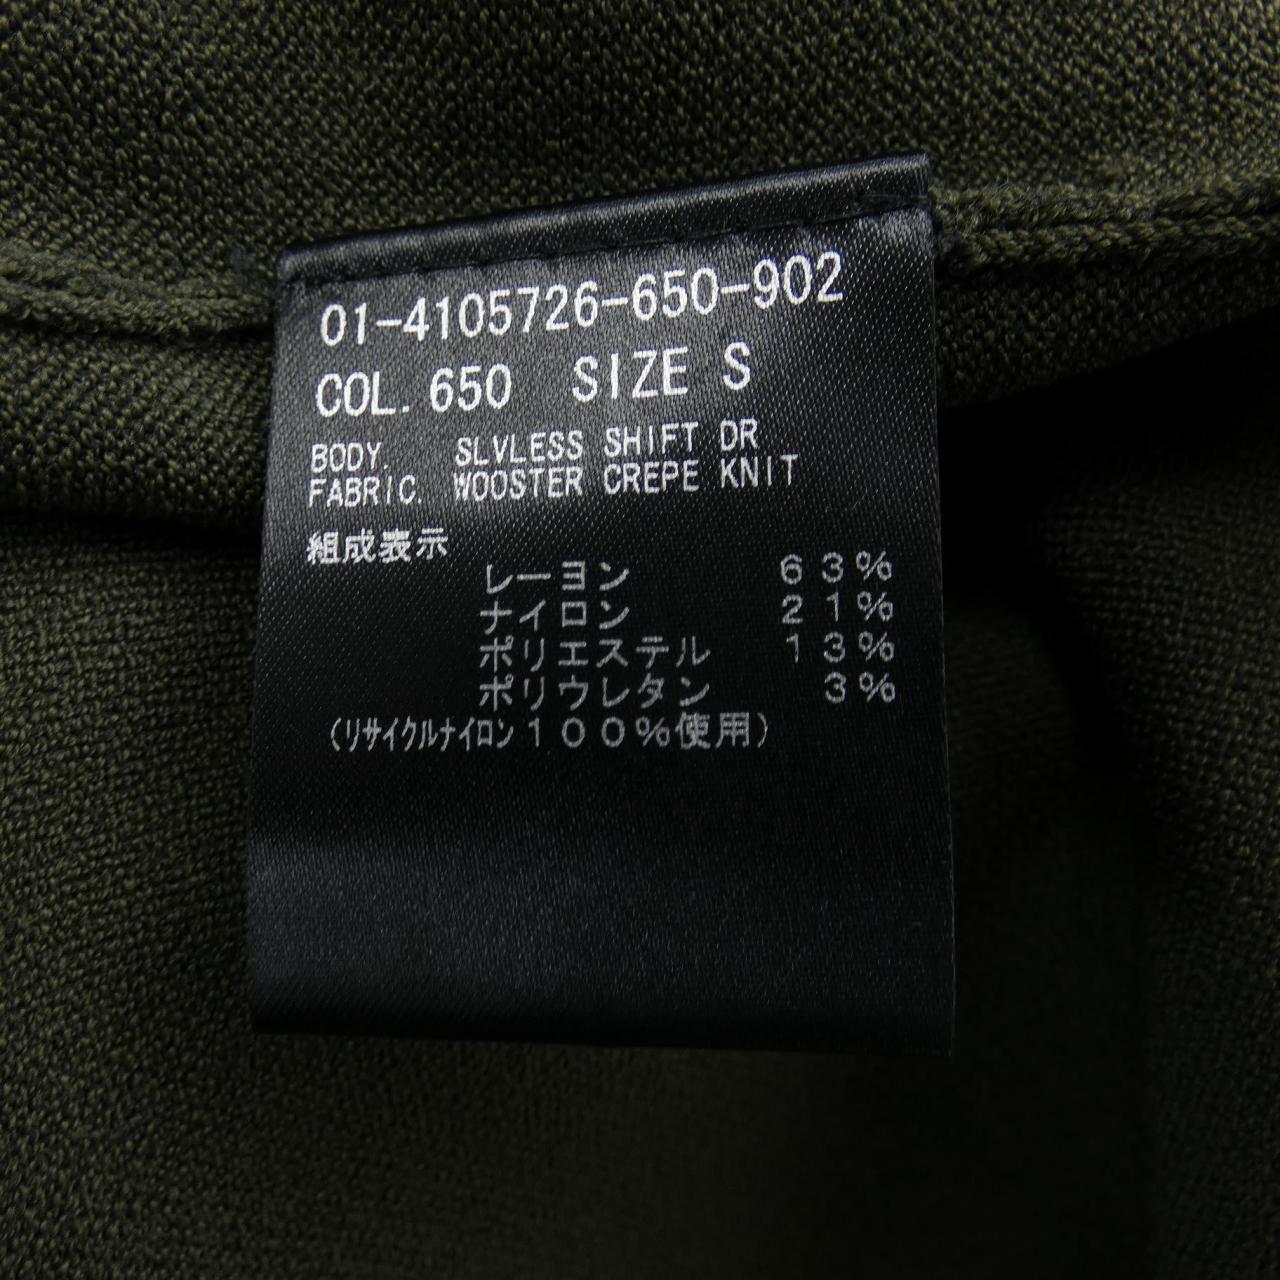 01-4105726-650-902
COL. 650 SIZE S
BODY. SLVLESS SHIFT DR
FABRIC. WOOSTER CREPE KNIT
組成表示
レーヨン ６３％
ナイロン ２１％
ポリエステル １３％
ポリウレタン ３％
(ﾘｻｲｸﾙﾅｲﾛﾝ１００％使用)